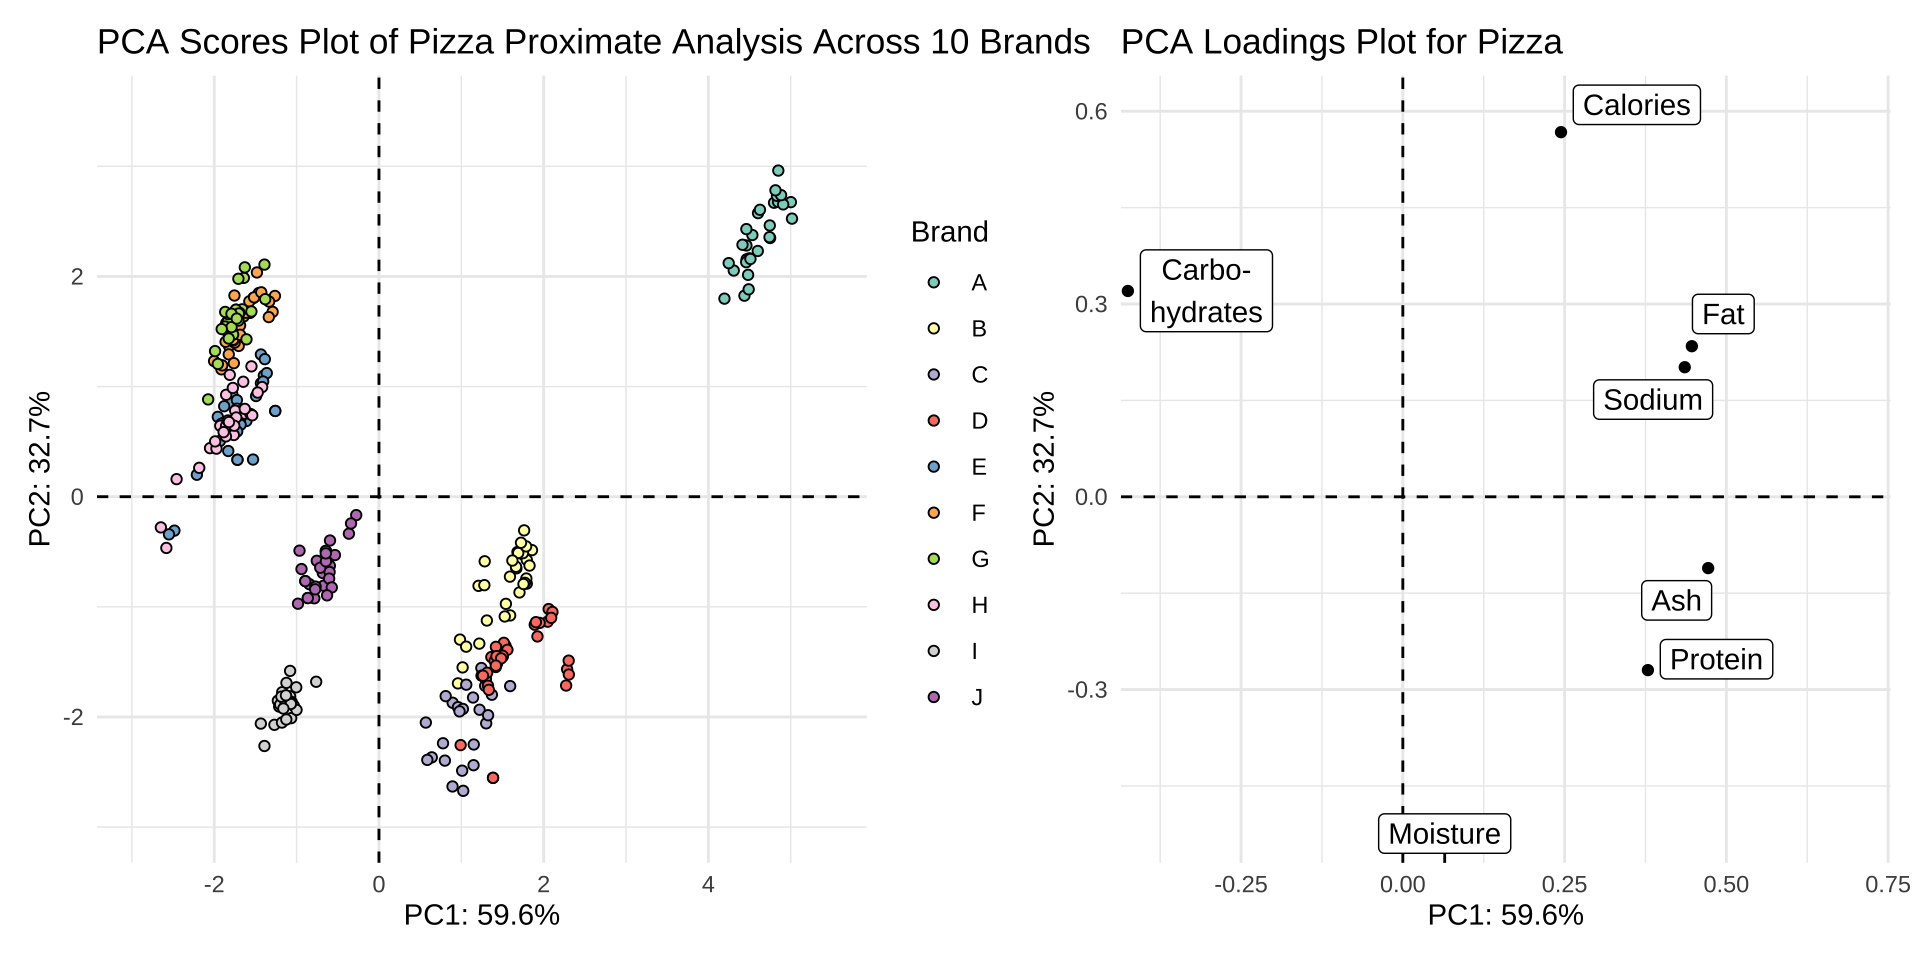 PCA Scores Plot of Pizza Proximate Analysis Across 10 Brands
PC2: 32.7%
2
0
-2
-2
0
2
4
PC1: 59.6%
Brand
A
B
C
D
E
F
G
H
I
J
PCA Loadings Plot for Pizza
PC2: 32.7%
0.6
0.3
0.0
-0.3
Calories
Carbo-
hydrates
Fat
Sodium
Ash
Protein
Moisture
-0.25
0.00
0.25
0.50
0.75
PC1: 59.6%